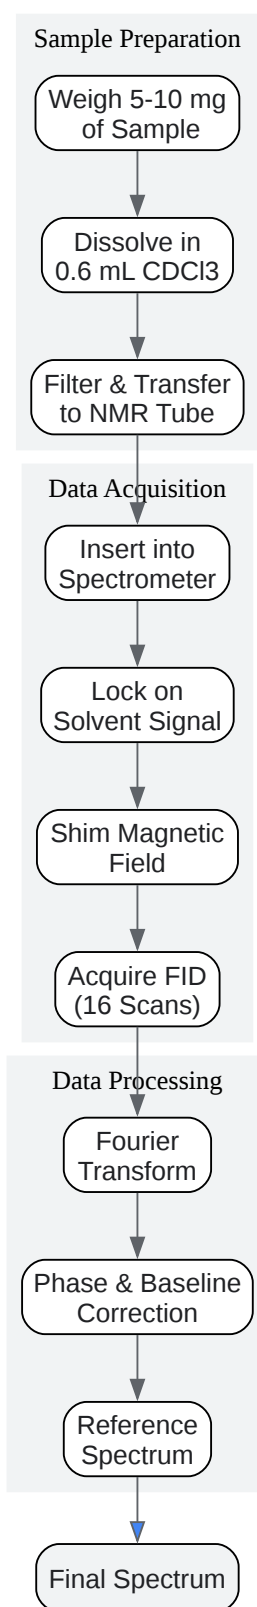 Sample Preparation
Weigh 5-10 mg
of Sample
Dissolve in
0.6 mL CDCl3
Filter & Transfer
to NMR Tube
Data Acquisition
Insert into
Spectrometer
Lock on
Solvent Signal
Shim Magnetic
Field
Acquire FID
(16 Scans)
Data Processing
Fourier
Transform
Phase & Baseline
Correction
Reference
Spectrum
Final Spectrum